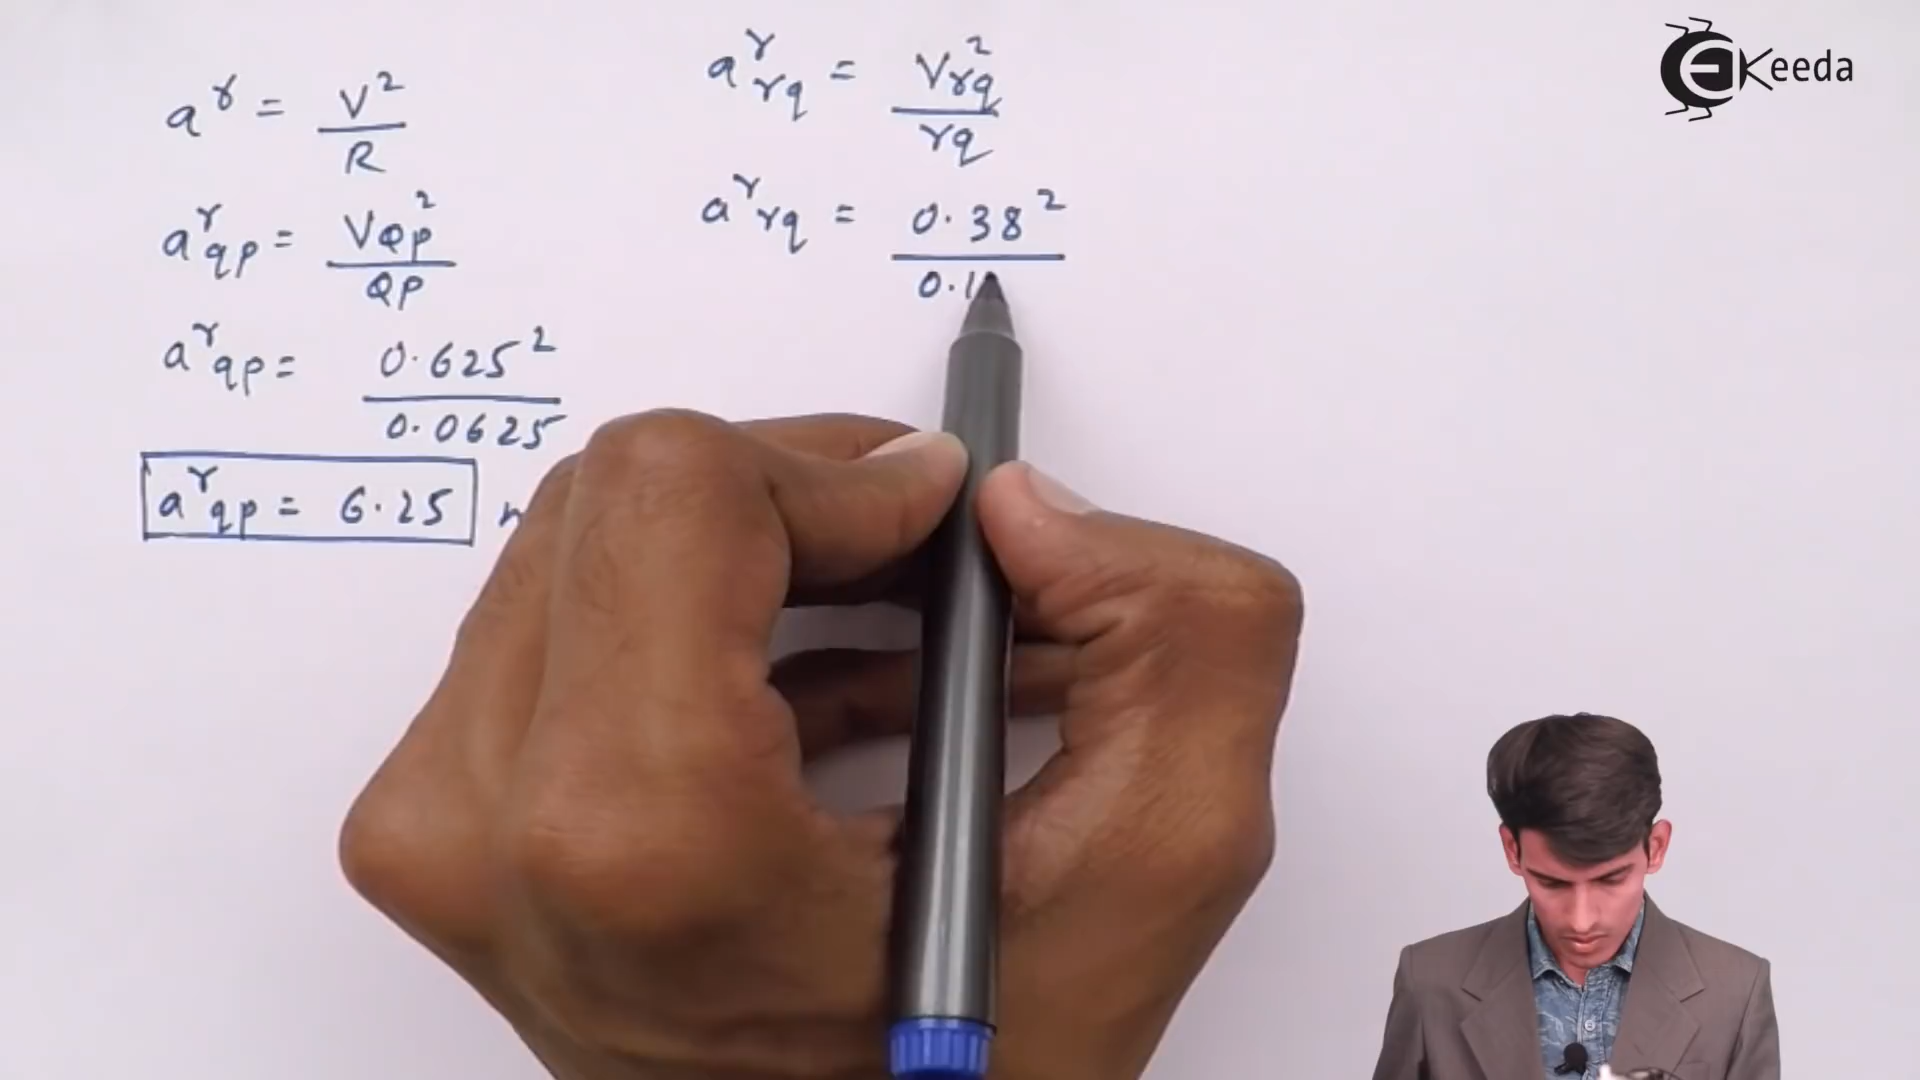 a^r = V^2 / R
a^r qp = VQp^2 / QP
a^r qp = 0.625^2 / 0.0625
a^r qp = 6.25
a^r rq = Vrq^2 / rq
a^r rq = 0.38^2 / 0.1
EKeeda